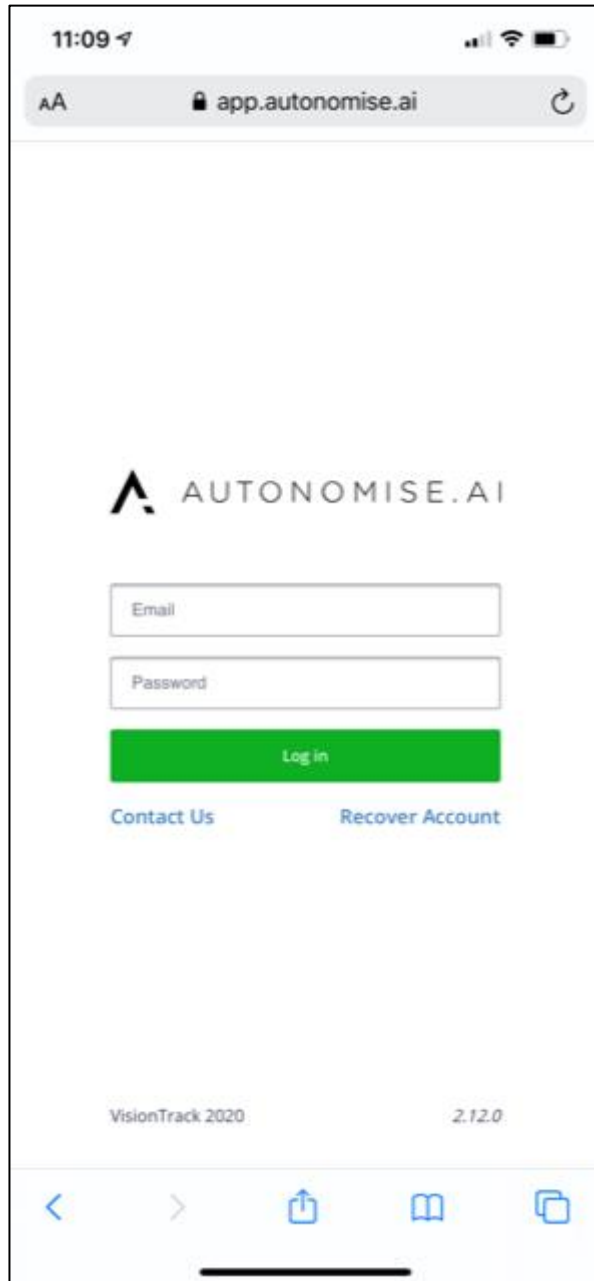 11:09
AA app.autonomise.ai
AUTONOMISE.AI
Email
Password
Log in
Contact Us Recover Account
VisionTrack 2020 2.12.0